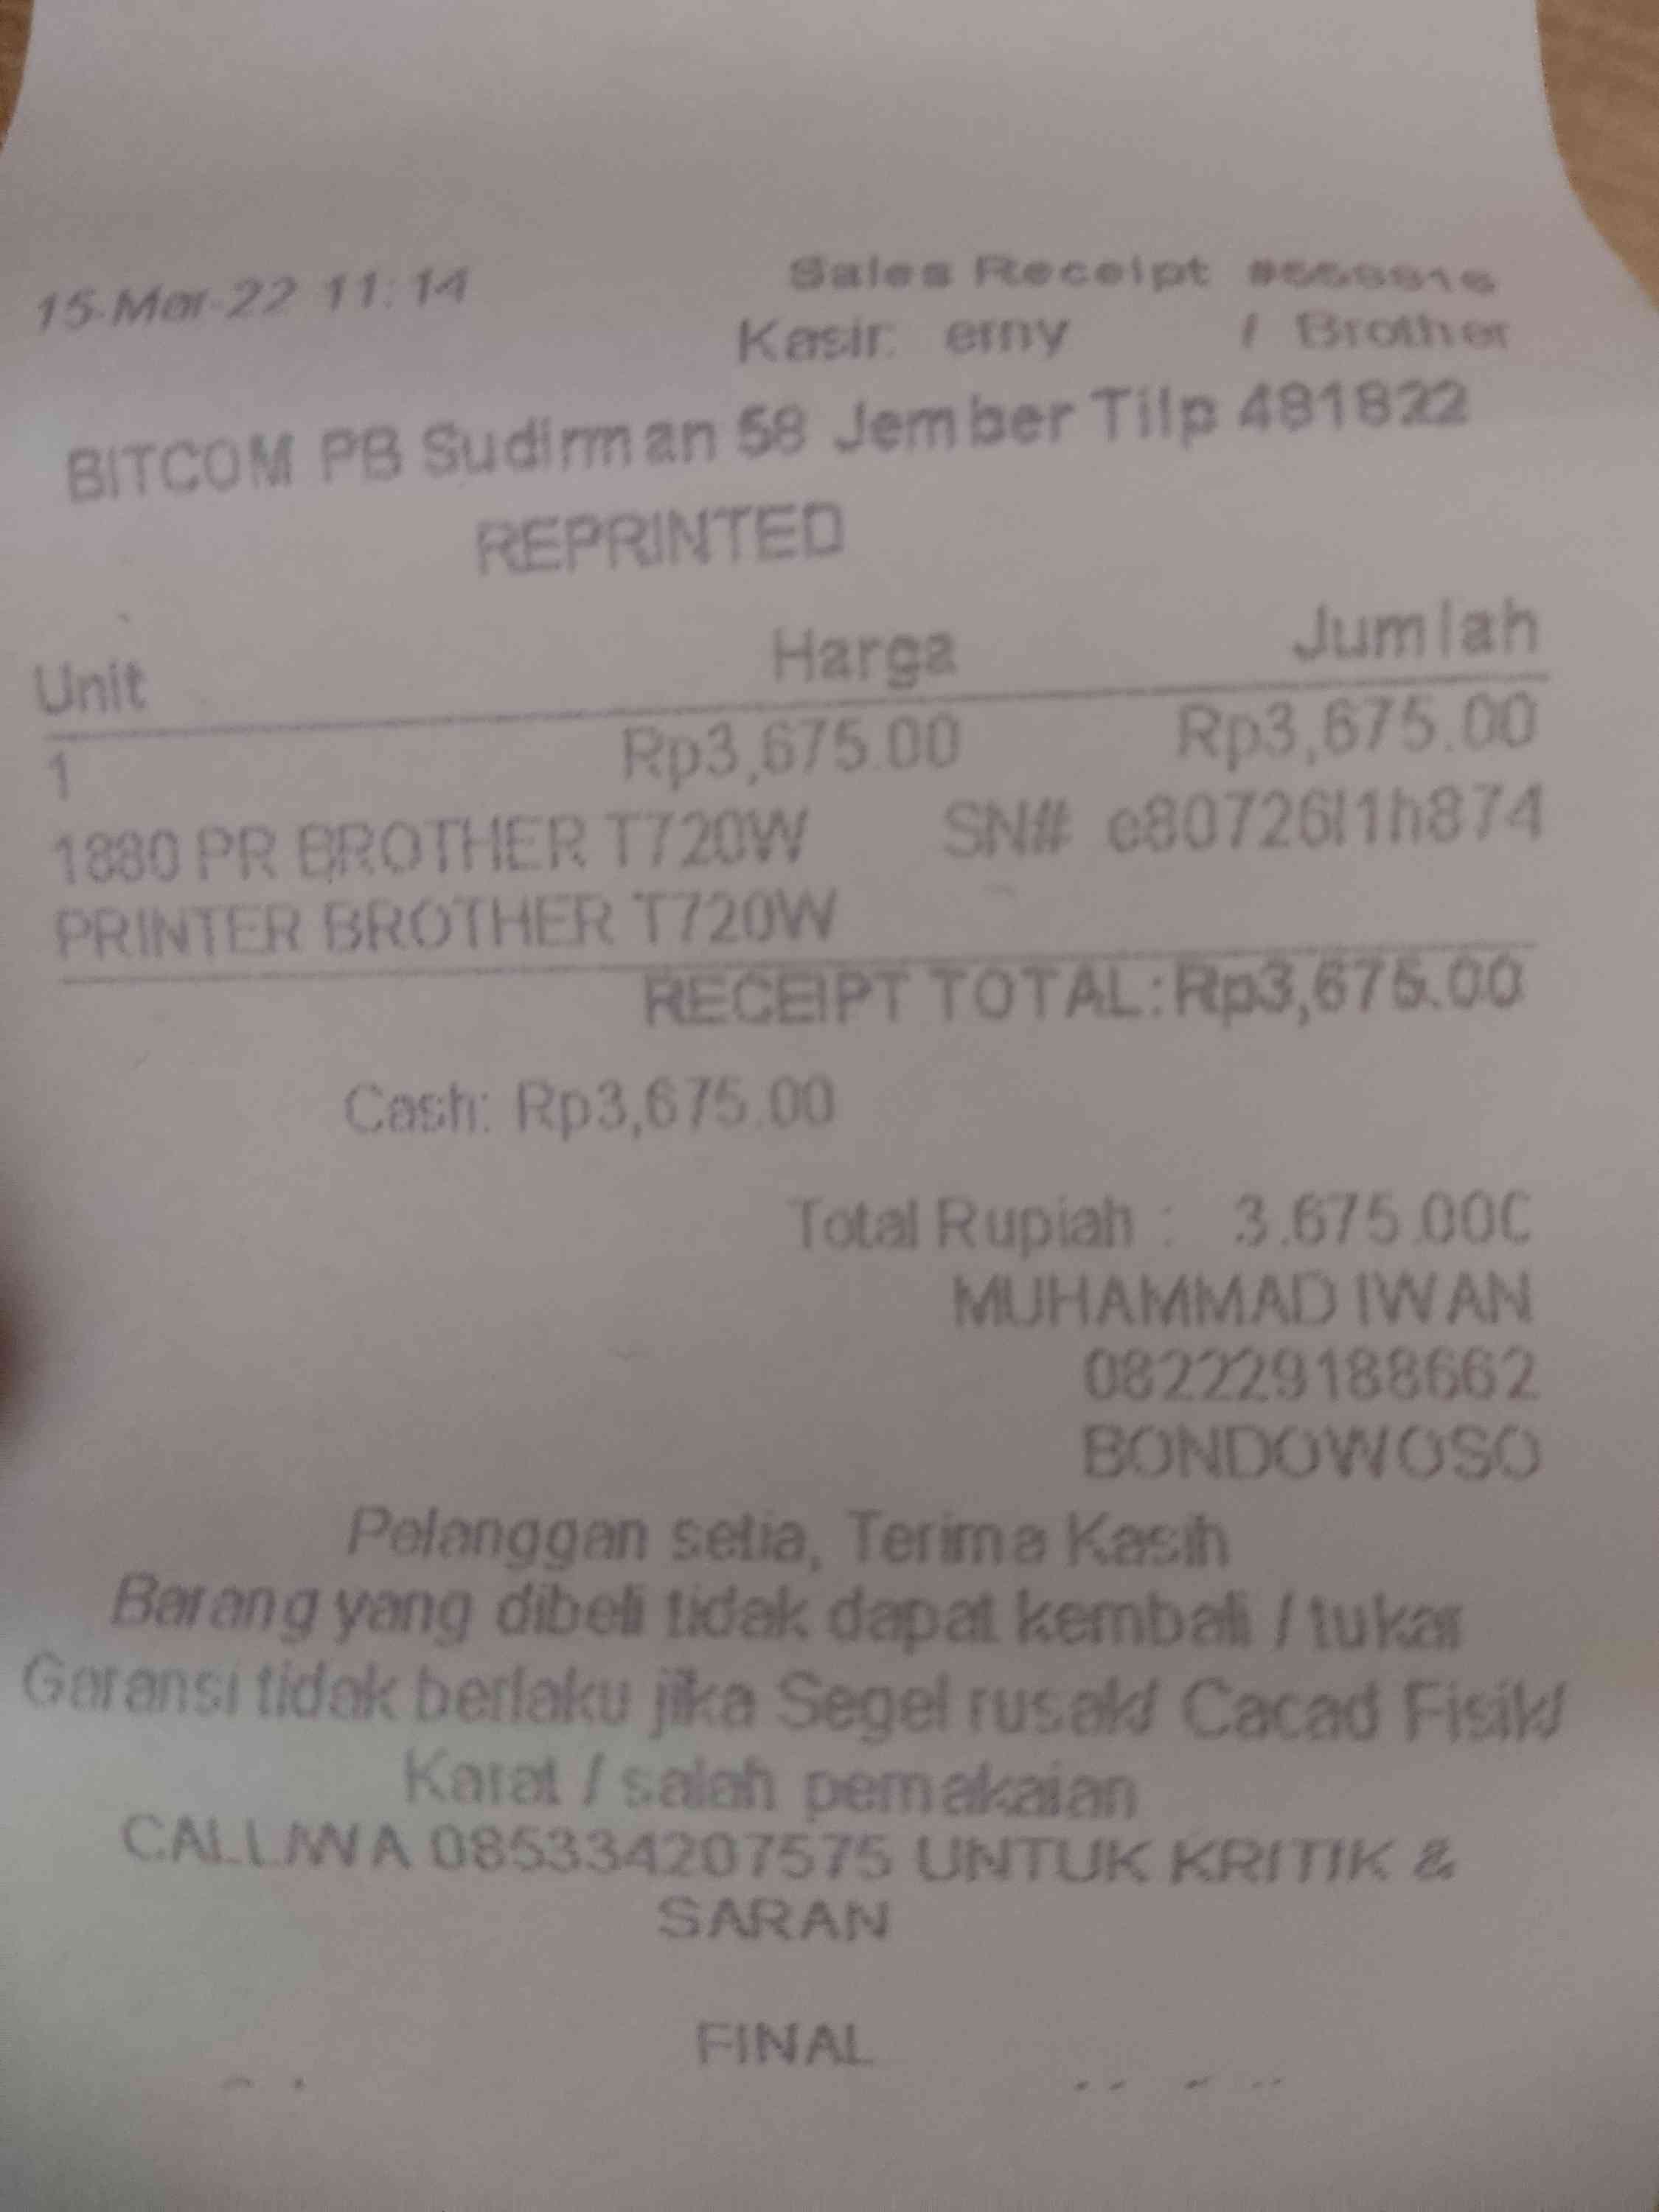 15-Mar-22 11:14
Sales Receipt
Kasir: erny / Brother
BITCOM PB Sudirman 58 Jember Tilp 481822
REPRINTED
Unit Harga Jumlah
1 Rp3,675.00 Rp3,675.00
1880 PR BROTHER T720W SN# e80726l1h874
PRINTER BROTHER T720W
RECEIPT TOTAL: Rp3,675.00
Cash: Rp3,675.00
Total Rupiah : 3.675.000
MUHAMMAD IWAN
082229188662
BONDOWOSO
Pelanggan setia, Terima Kasih
Barang yang dibeli tidak dapat kembali / tukar
Garansi tidak berlaku jika Segel rusak/ Cacad Fisik/
Karat / salah pemakaian
CALL/WA 085334207575 UNTUK KRITIK &
SARAN
FINAL